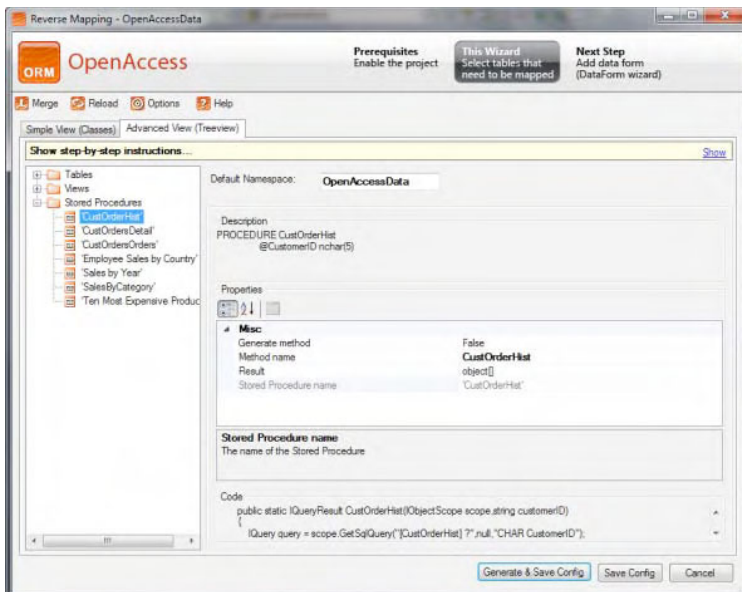 Reverse Mapping - OpenAccessData
ORM
OpenAccess
Prerequisites
Enable the project
This Wizard
Select tables that
need to be mapped
Next Step
Add data form
(DataForm wizard)
Merge Reload Options Help
Simple View (Classes) Advanced View (Treeview)
Show step-by-step instructions... Show
Tables
Views
Stored Procedures
'CustOrderHist'
'CustOrdersDetail'
'CustOrdersOrders'
'Employee Sales by Country'
'Sales by Year'
'SalesByCategory'
'Ten Most Expensive Produc
Default Namespace: OpenAccessData
Description
PROCEDURE CustOrderHist
@CustomerID nchar(5)
Properties
Misc
Generate method False
Method name CustOrderHist
Result object[]
Stored Procedure name 'CustOrderHist'
Stored Procedure name
The name of the Stored Procedure
Code
public static IQueryResult CustOrderHist(IObjectScope scope,string customerID)
{
IQuery query = scope.GetSqlQuery("[CustOrderHist] ?",null,"CHAR CustomerID");
Generate & Save Config Save Config Cancel